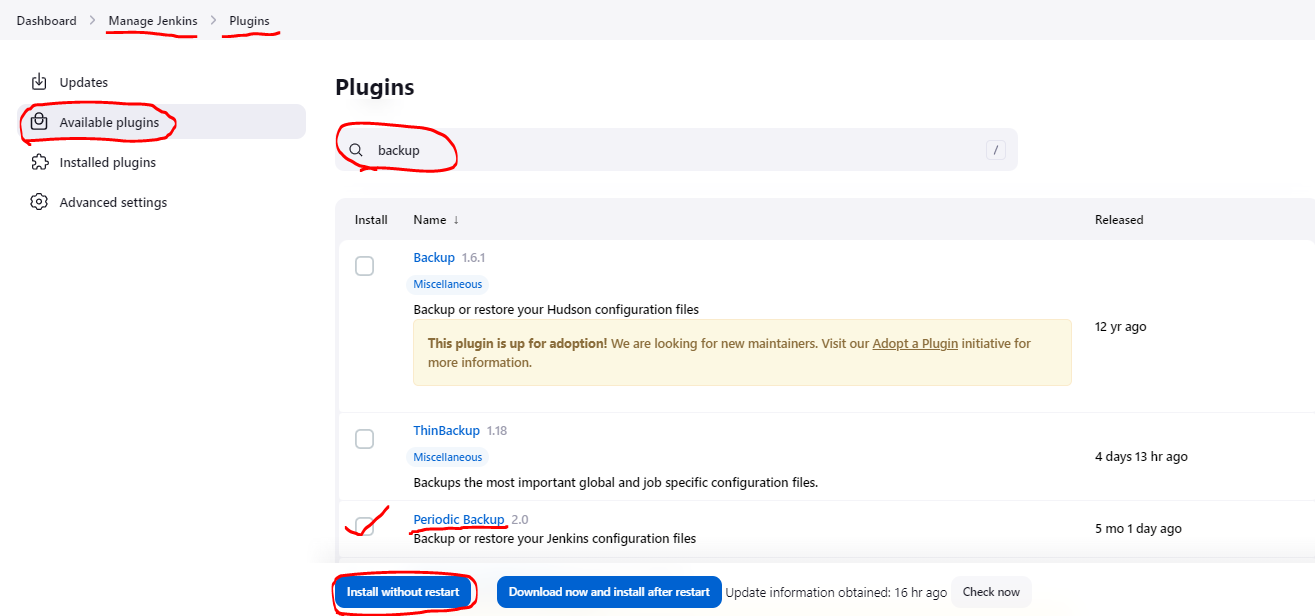 Dashboard > Manage Jenkins > Plugins
Updates
Available plugins
Installed plugins
Advanced settings
Plugins
backup /
Install Name ↓ Released
Backup 1.6.1
Miscellaneous
Backup or restore your Hudson configuration files
This plugin is up for adoption! We are looking for new maintainers. Visit our Adopt a Plugin initiative for
more information.
12 yr ago
ThinBackup 1.18
Miscellaneous
Backups the most important global and job specific configuration files.
4 days 13 hr ago
Periodic Backup 2.0
Backup or restore your Jenkins configuration files
5 mo 1 day ago
Install without restart Download now and install after restart Update information obtained: 16 hr ago Check now